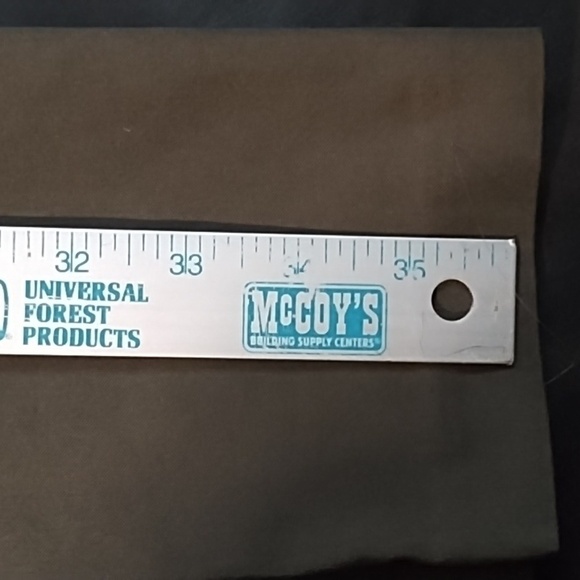 32 33 34 35
UNIVERSAL
FOREST
PRODUCTS
McCOY'S
BUILDING SUPPLY CENTERS®